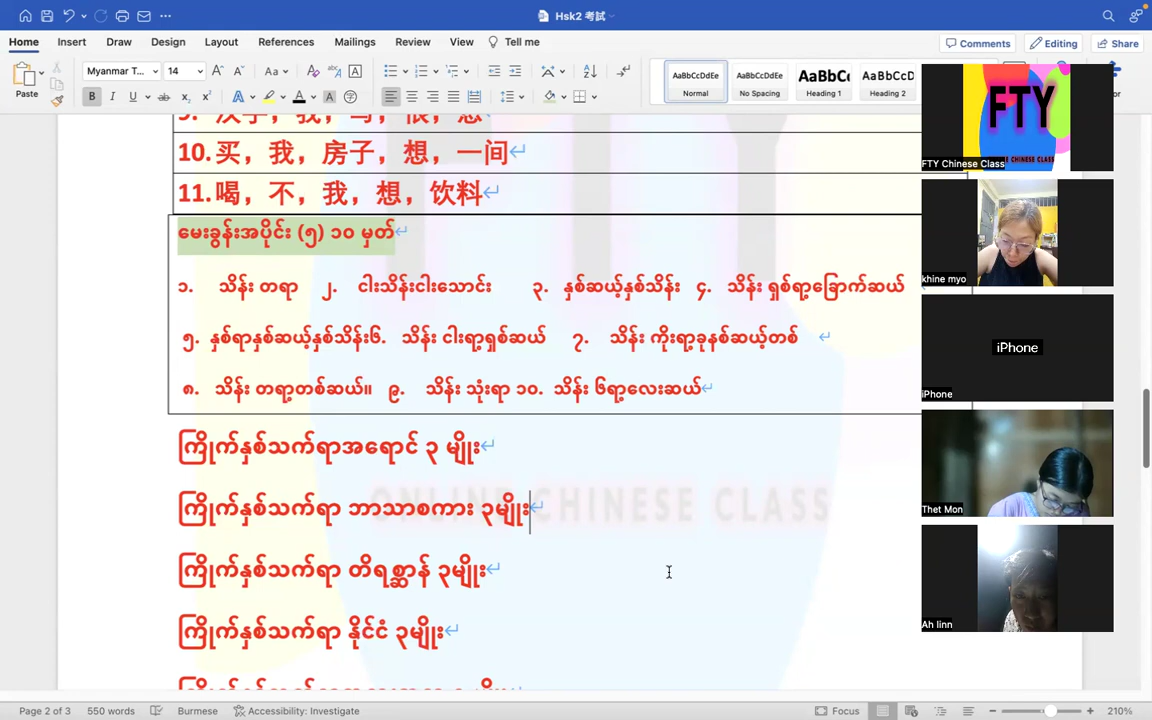 Hsk2 考試
Home Insert Draw Design Layout References Mailings Review View Tell me Comments Editing Share
Paste Myanmar T... 14 AaBbCcDdEe Normal AaBbCcDdEe No Spacing AaBbC Heading 1 AaBbCcD Heading 2
10. 买，我，房子，想，一间
11. 喝，不，我，想，饮料
မေးခွန်းအပိုင်း (၅) ၁၀ မှတ်
၁. သိန်း တရာ ၂. ငါးသိန်းငါးသောင်း ၃. နှစ်ဆယ့်နှစ်သိန်း ၄. သိန်း ရှစ်ရာ့ခြောက်ဆယ်
၅. နှစ်ရာနှစ်ဆယ့်နှစ်သိန်း၆. သိန်း ငါးရာ့ရှစ်ဆယ် ၇. သိန်း ကိုးရာ့ခုနစ်ဆယ့်တစ်
၈. သိန်း တရာ့တစ်ဆယ်။ ၉. သိန်း သုံးရာ ၁၀. သိန်း ၆ရာ့လေးဆယ်
ကြိုက်နှစ်သက်ရာအရောင် ၃ မျိုး
ကြိုက်နှစ်သက်ရာ ဘာသာစကား ၃မျိုး
ကြိုက်နှစ်သက်ရာ တိရစ္ဆာန် ၃မျိုး
ကြိုက်နှစ်သက်ရာ နိုင်ငံ ၃မျိုး
ONLINE CHINESE CLASS
FTY
CHINESE CLASS
FTY Chinese Class
khine myo
iPhone
iPhone
Thet Mon
Ah linn
Page 2 of 3 550 words Burmese Accessibility: Investigate Focus 210%